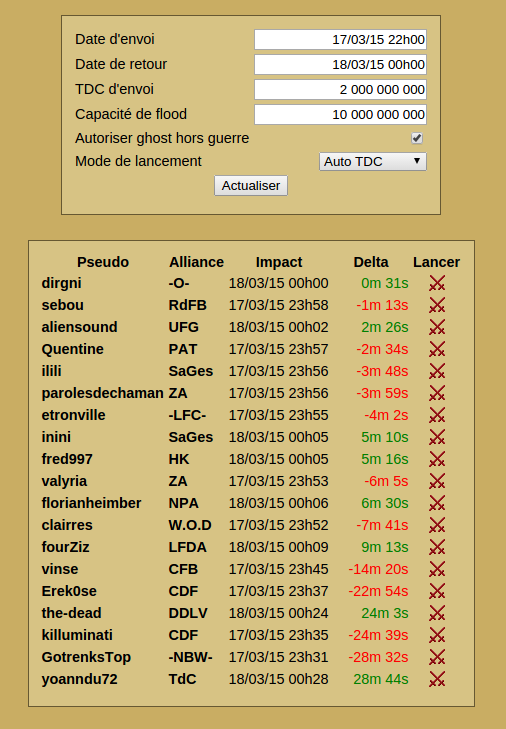 Date d'envoi 17/03/15 22h00
Date de retour 18/03/15 00h00
TDC d'envoi 2 000 000 000
Capacité de flood 10 000 000 000
Autoriser ghost hors guerre
Mode de lancement Auto TDC
Actualiser
Pseudo Alliance Impact Delta Lancer
dirgni -O- 18/03/15 00h00 0m 31s
sebou RdFB 17/03/15 23h58 -1m 13s
aliensound UFG 18/03/15 00h02 2m 26s
Quentine PAT 17/03/15 23h57 -2m 34s
ilili SaGes 17/03/15 23h56 -3m 48s
parolesdechaman ZA 17/03/15 23h56 -3m 59s
etronville -LFC- 17/03/15 23h55 -4m 2s
inini SaGes 18/03/15 00h05 5m 10s
fred997 HK 18/03/15 00h05 5m 16s
valyria ZA 17/03/15 23h53 -6m 5s
florianheimber NPA 18/03/15 00h06 6m 30s
clairres W.O.D 17/03/15 23h52 -7m 41s
fourZiz LFDA 18/03/15 00h09 9m 13s
vinse CFB 17/03/15 23h45 -14m 20s
Erek0se CDF 17/03/15 23h37 -22m 54s
the-dead DDLV 18/03/15 00h24 24m 3s
killuminati CDF 17/03/15 23h35 -24m 39s
GotrenksTop -NBW- 17/03/15 23h31 -28m 32s
yoanndu72 TdC 18/03/15 00h28 28m 44s